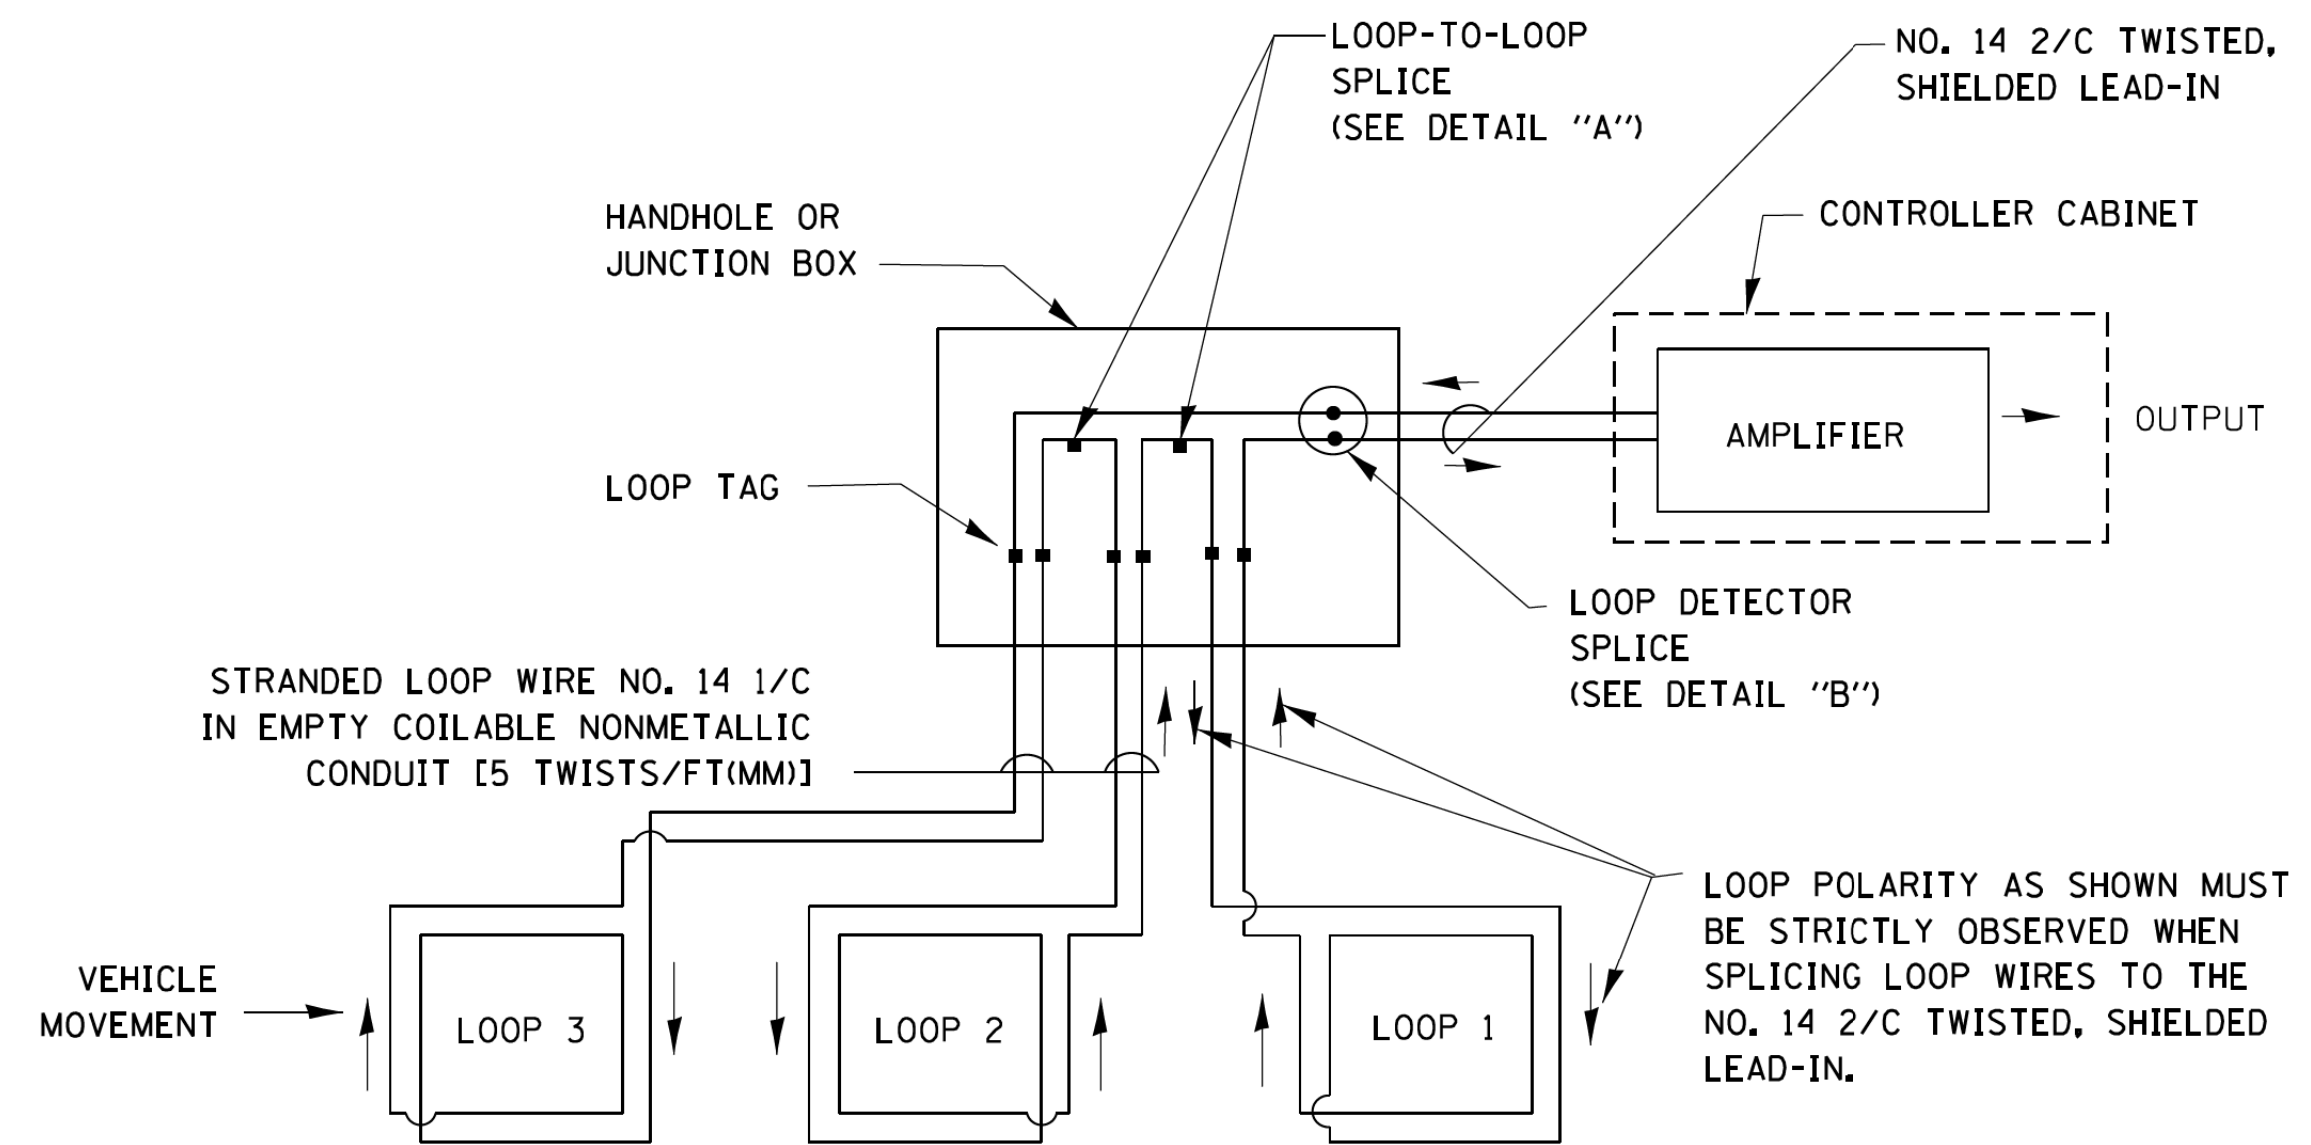 LOOP-TO-LOOP
SPLICE
(SEE DETAIL "A")
NO. 14 2/C TWISTED,
SHIELDED LEAD-IN
HANDHOLE OR
JUNCTION BOX
CONTROLLER CABINET
AMPLIFIER
OUTPUT
LOOP TAG
LOOP DETECTOR
SPLICE
(SEE DETAIL "B")
STRANDED LOOP WIRE NO. 14 1/C
IN EMPTY COILABLE NONMETALLIC
CONDUIT [5 TWISTS/FT(MM)]
LOOP POLARITY AS SHOWN MUST
BE STRICTLY OBSERVED WHEN
SPLICING LOOP WIRES TO THE
NO. 14 2/C TWISTED, SHIELDED
LEAD-IN.
VEHICLE
MOVEMENT
LOOP 3
LOOP 2
LOOP 1